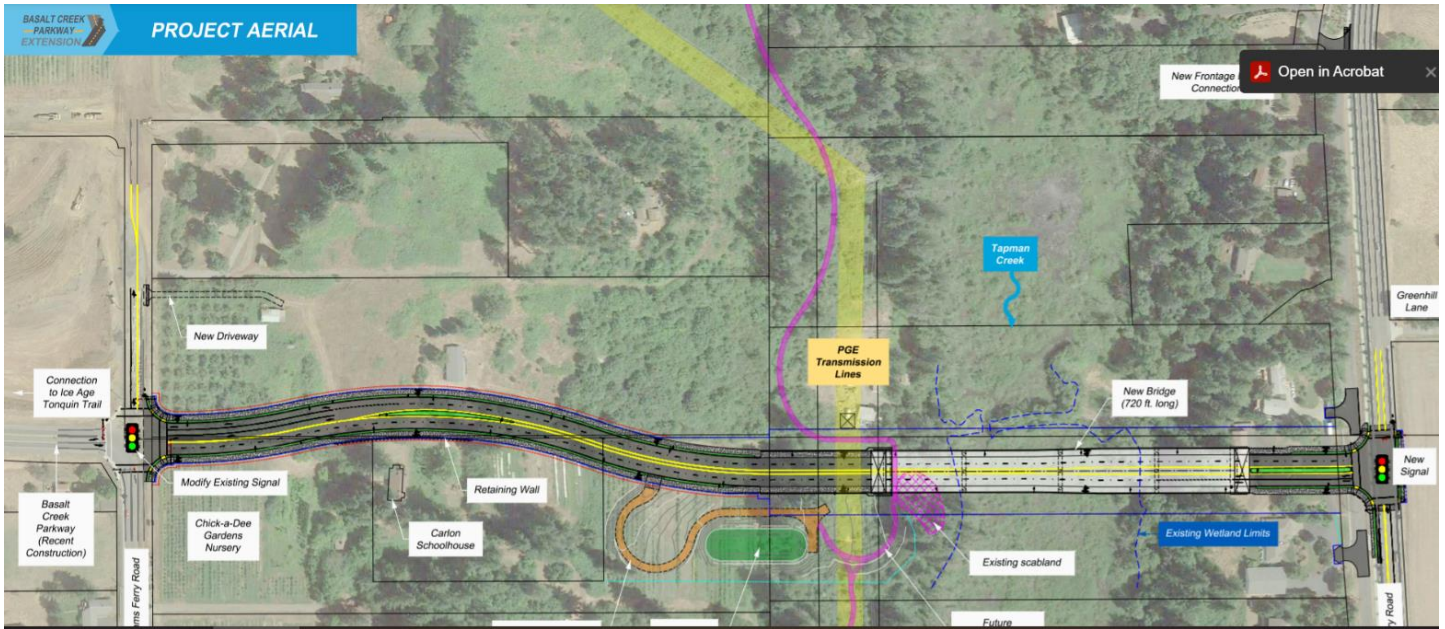 BASALT CREEK
PARKWAY
EXTENSION
PROJECT AERIAL
Open in Acrobat
New Frontage
Connection
Tapman
Creek
Greenhill
Lane
New Driveway
PGE
Transmission
Lines
Connection
to Ice Age
Tonquin Trail
New Bridge
(720 ft. long)
New
Signal
Modify Existing Signal
Retaining Wall
Basalt
Creek
Parkway
(Recent
Construction)
Chick-a-Dee
Gardens
Nursery
Carlon
Schoolhouse
Existing Wetland Limits
Existing scabland
ms Ferry Road
Future
ry Road